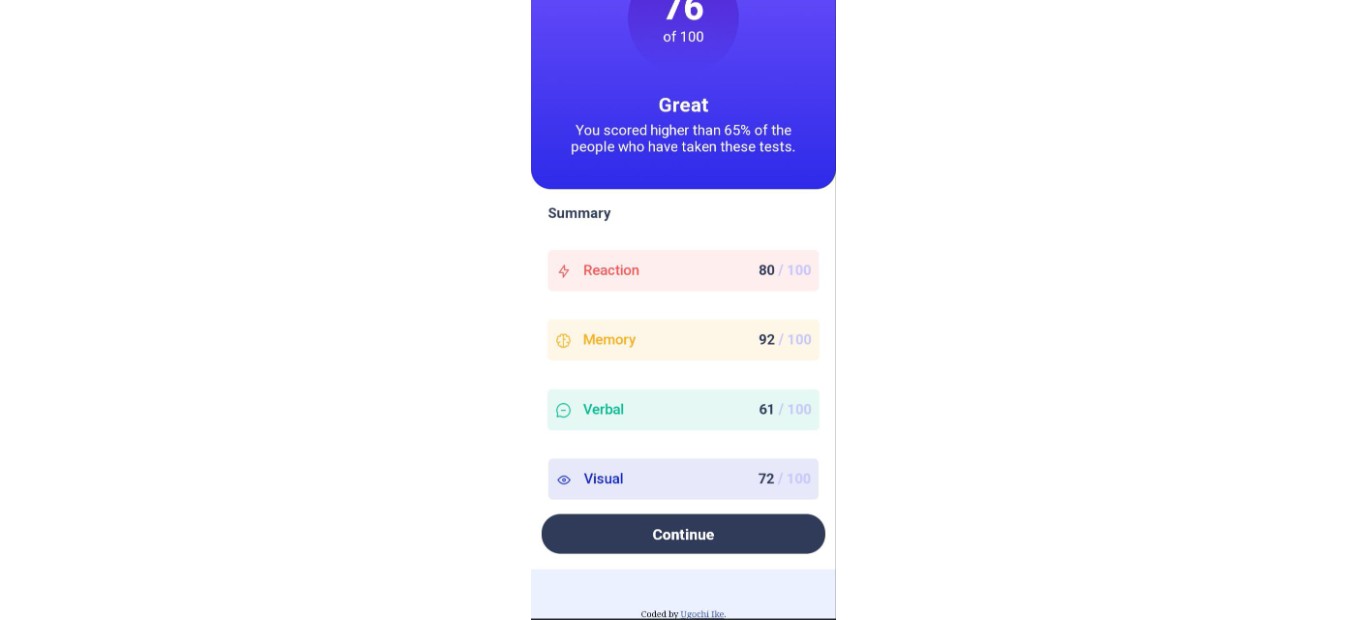 76
of 100
Great
You scored higher than 65% of the
people who have taken these tests.
Summary
Reaction 80 / 100
Memory 92 / 100
Verbal 61 / 100
Visual 72 / 100
Continue
Coded by Ugochi Ike.